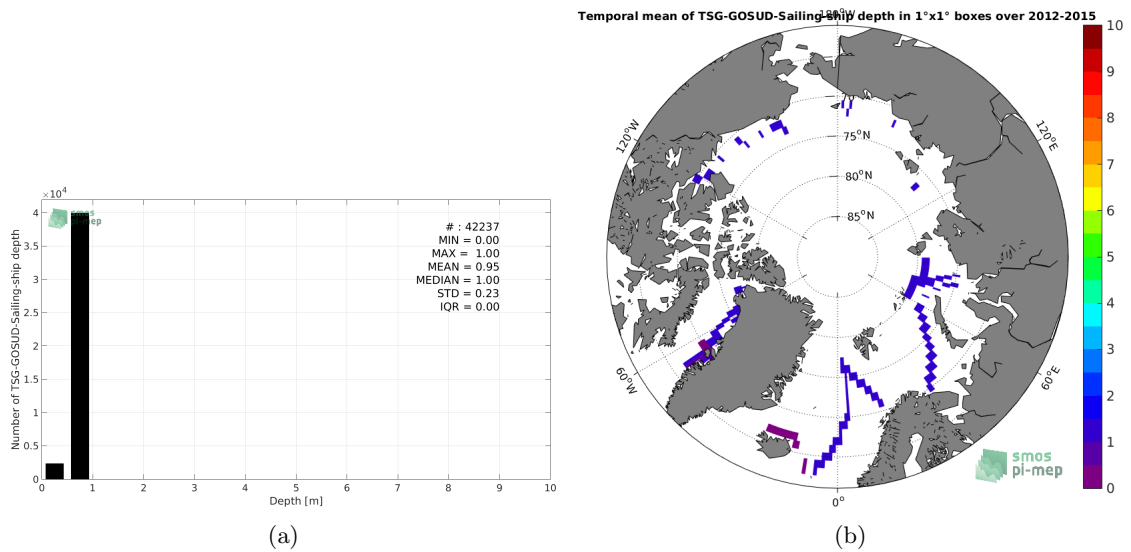 ×10⁴
4
3.5
3
2.5
2
1.5
1
0.5
0
Number of TSG-GOSUD-Sailing-ship depth
smos
pi-mep
# : 42237
MIN = 0.00
MAX = 1.00
MEAN = 0.95
MEDIAN = 1.00
STD = 0.23
IQR = 0.00
0 1 2 3 4 5 6 7 8 9 10
Depth [m]
(a)
Temporal mean of TSG-GOSUD-Sailing-ship depth in 1°x1° boxes over 2012-2015
180°W
120°W
120°E
75°N
80°N
85°N
60°W
60°E
0°
smos
pi-mep
10
9
8
7
6
5
4
3
2
1
0
(b)